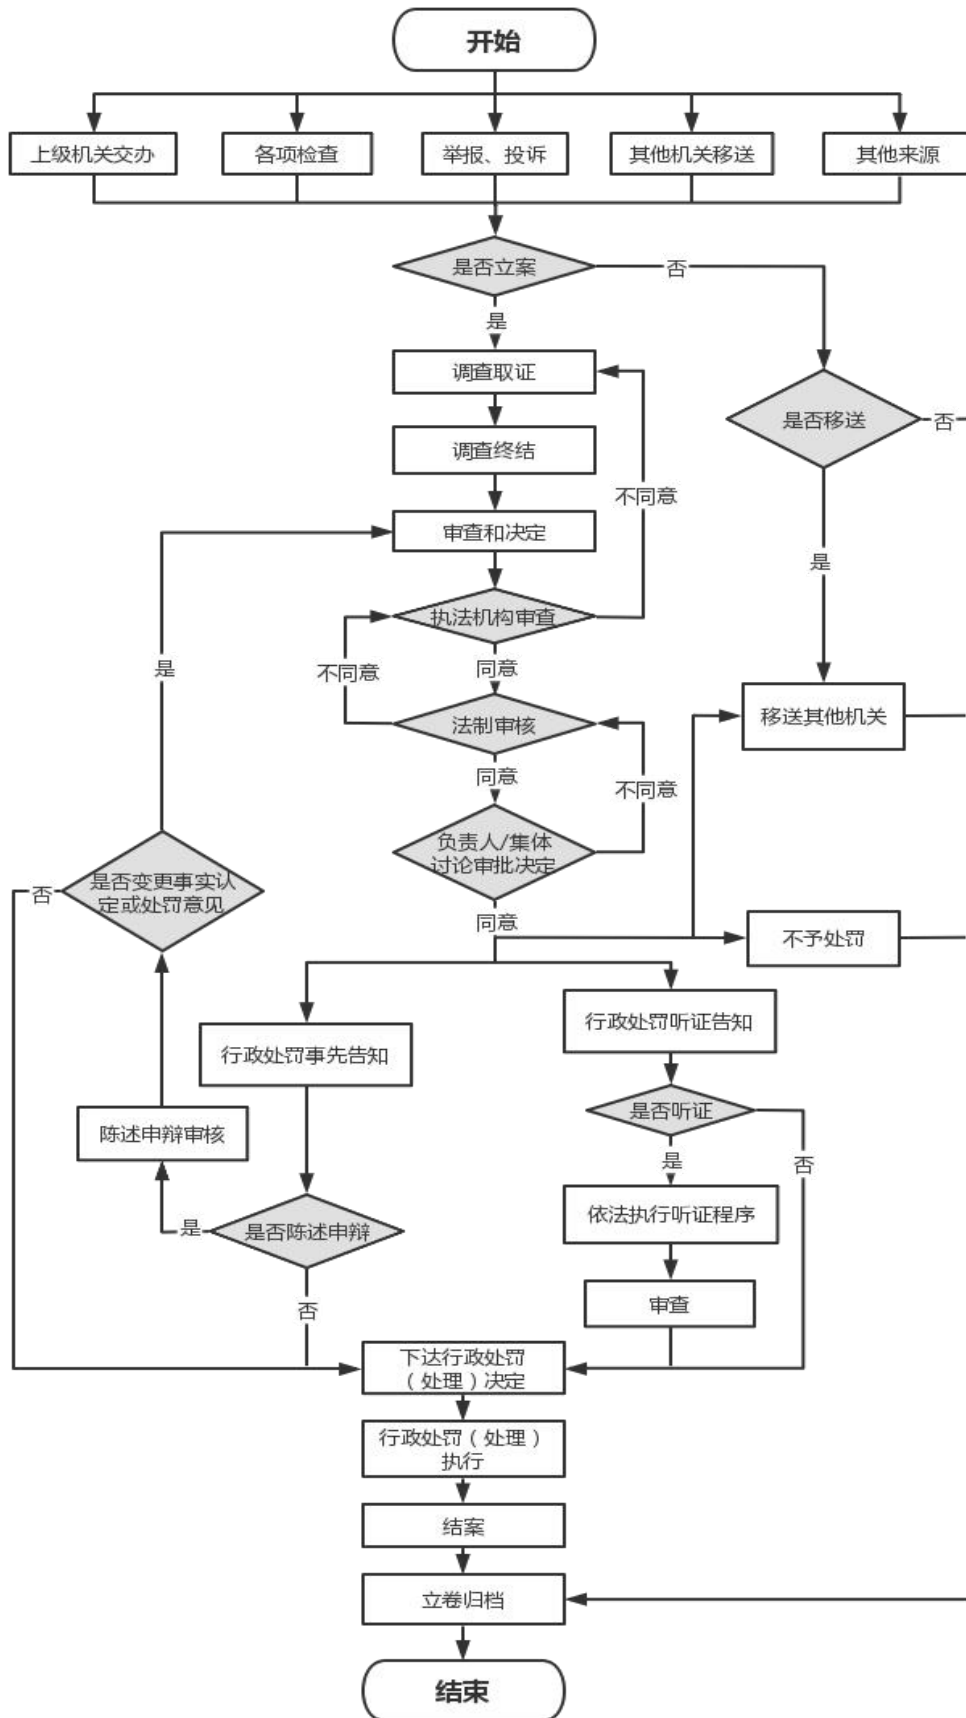 开始
上级机关交办
各项检查
举报、投诉
其他机关移送
其他来源
是否立案
否
是
调查取证
是否移送
否
调查终结
不同意
审查和决定
是
执法机构审查
是
不同意
同意
移送其他机关
法制审核
同意
不同意
负责人/集体
讨论审批决定
否
是否变更事实认
定或处罚意见
同意
不予处罚
行政处罚听证告知
行政处罚事先告知
是否听证
陈述申辩审核
是
否
依法执行听证程序
是
是否陈述申辩
审查
否
下达行政处罚
（处理）决定
行政处罚（处理）
执行
结案
立卷归档
结束